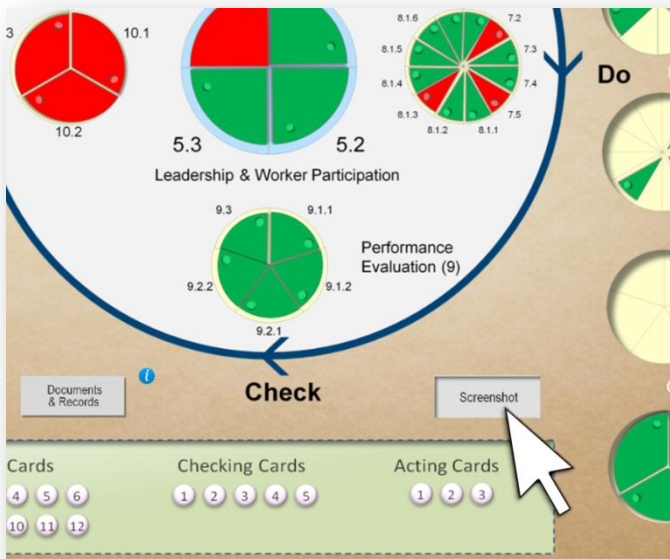 3
10.1
10.2
8.1.6
7.2
8.1.5
7.3
8.1.4
7.4
8.1.3
7.5
8.1.2
8.1.1
Do
5.3
5.2
Leadership & Worker Participation
9.3
9.1.1
Performance
Evaluation (9)
9.2.2
9.1.2
9.2.1
Documents
& Records
i
Check
Screenshot
Cards
4 5 6
10 11 12
Checking Cards
1 2 3 4 5
Acting Cards
1 2 3